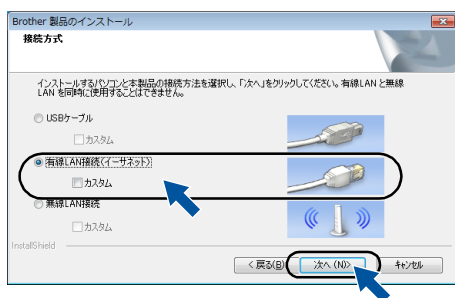 Brother 製品のインストール
接続方式
インストールするパソコンと本製品の接続方法を選択し、「次へ」をクリックしてください。有線LAN と無線
LAN を同時に使用することはできません。
USBケーブル
カスタム
有線LAN接続(イーサネット)
カスタム
無線LAN接続
カスタム
InstallShield
< 戻る(B) 次へ (N)> キャンセル